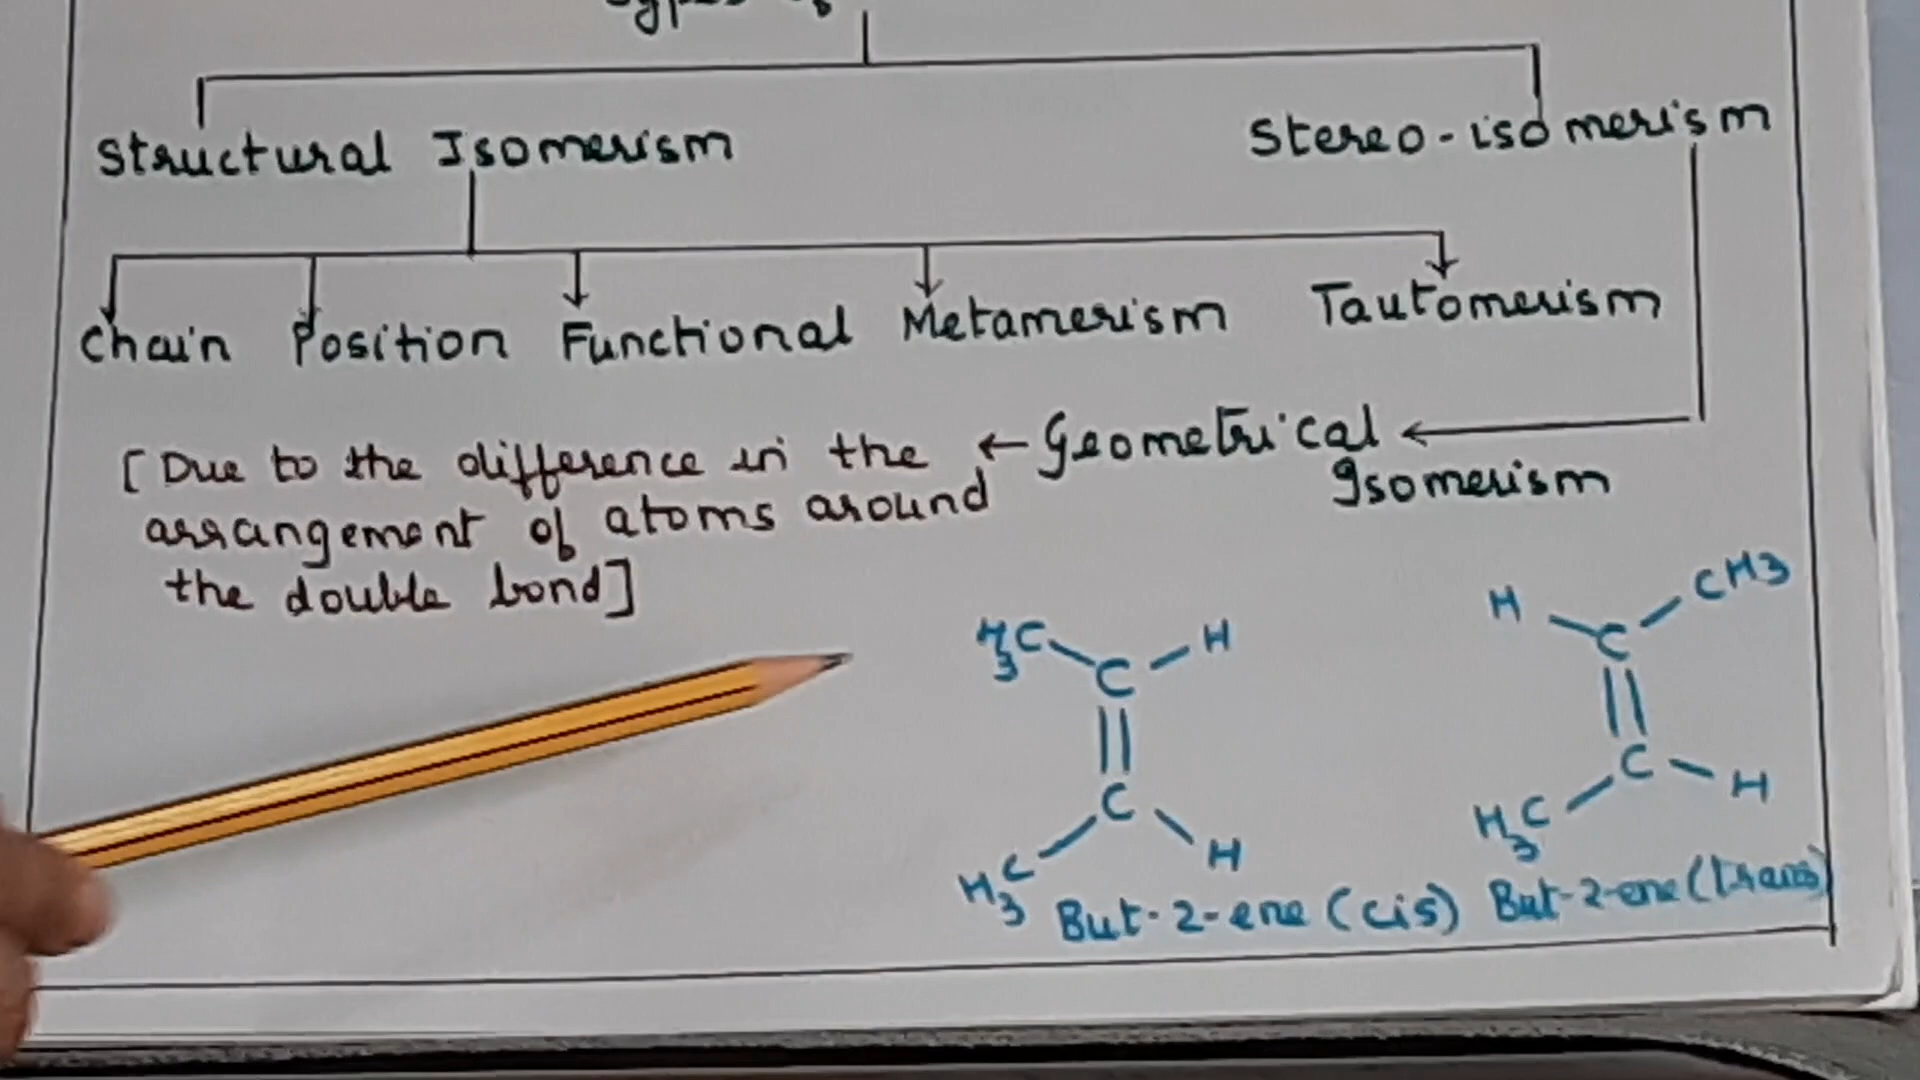 Structural Isomerism Stereo-isomerism
Chain Position Functional Metamerism Tautomerism
[Due to the difference in the ← Geometrical ←
arrangement of atoms around Isomerism
the double bond]
H3C C H
H C CH3
C H
C H
H3C
H3C
But-2-ene (cis) But-2-ene (trans)